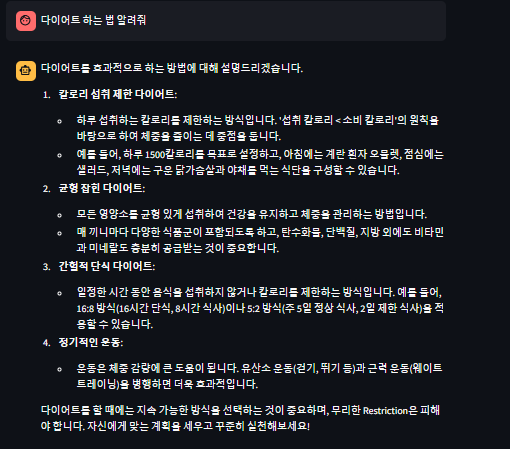 다이어트 하는 법 알려줘
다이어트를 효과적으로 하는 방법에 대해 설명드리겠습니다.
1. 칼로리 섭취 제한 다이어트:
하루 섭취하는 칼로리를 제한하는 방식입니다. '섭취 칼로리 < 소비 칼로리'의 원칙을
바탕으로 하여 체중을 줄이는 데 중점을 둡니다.
예를 들어, 하루 1500칼로리를 목표로 설정하고, 아침에는 계란 흰자 오믈렛, 점심에는
샐러드, 저녁에는 구운 닭가슴살과 야채를 먹는 식단을 구성할 수 있습니다.
2. 균형 잡힌 다이어트:
모든 영양소를 균형 있게 섭취하여 건강을 유지하고 체중을 관리하는 방법입니다.
매 끼니마다 다양한 식품군이 포함되도록 하고, 탄수화물, 단백질, 지방 외에도 비타민
과 미네랄도 충분히 공급받는 것이 중요합니다.
3. 간헐적 단식 다이어트:
일정한 시간 동안 음식을 섭취하지 않거나 칼로리를 제한하는 방식입니다. 예를 들어,
16:8 방식(16시간 단식, 8시간 식사)이나 5:2 방식(주 5일 정상 식사, 2일 제한 식사)을 적
용할 수 있습니다.
4. 정기적인 운동:
운동은 체중 감량에 큰 도움이 됩니다. 유산소 운동(걷기, 뛰기 등)과 근력 운동(웨이트
트레이닝)을 병행하면 더욱 효과적입니다.
다이어트를 할 때에는 지속 가능한 방식을 선택하는 것이 중요하며, 무리한 Restriction은 피해
야 합니다. 자신에게 맞는 계획을 세우고 꾸준히 실천해보세요!